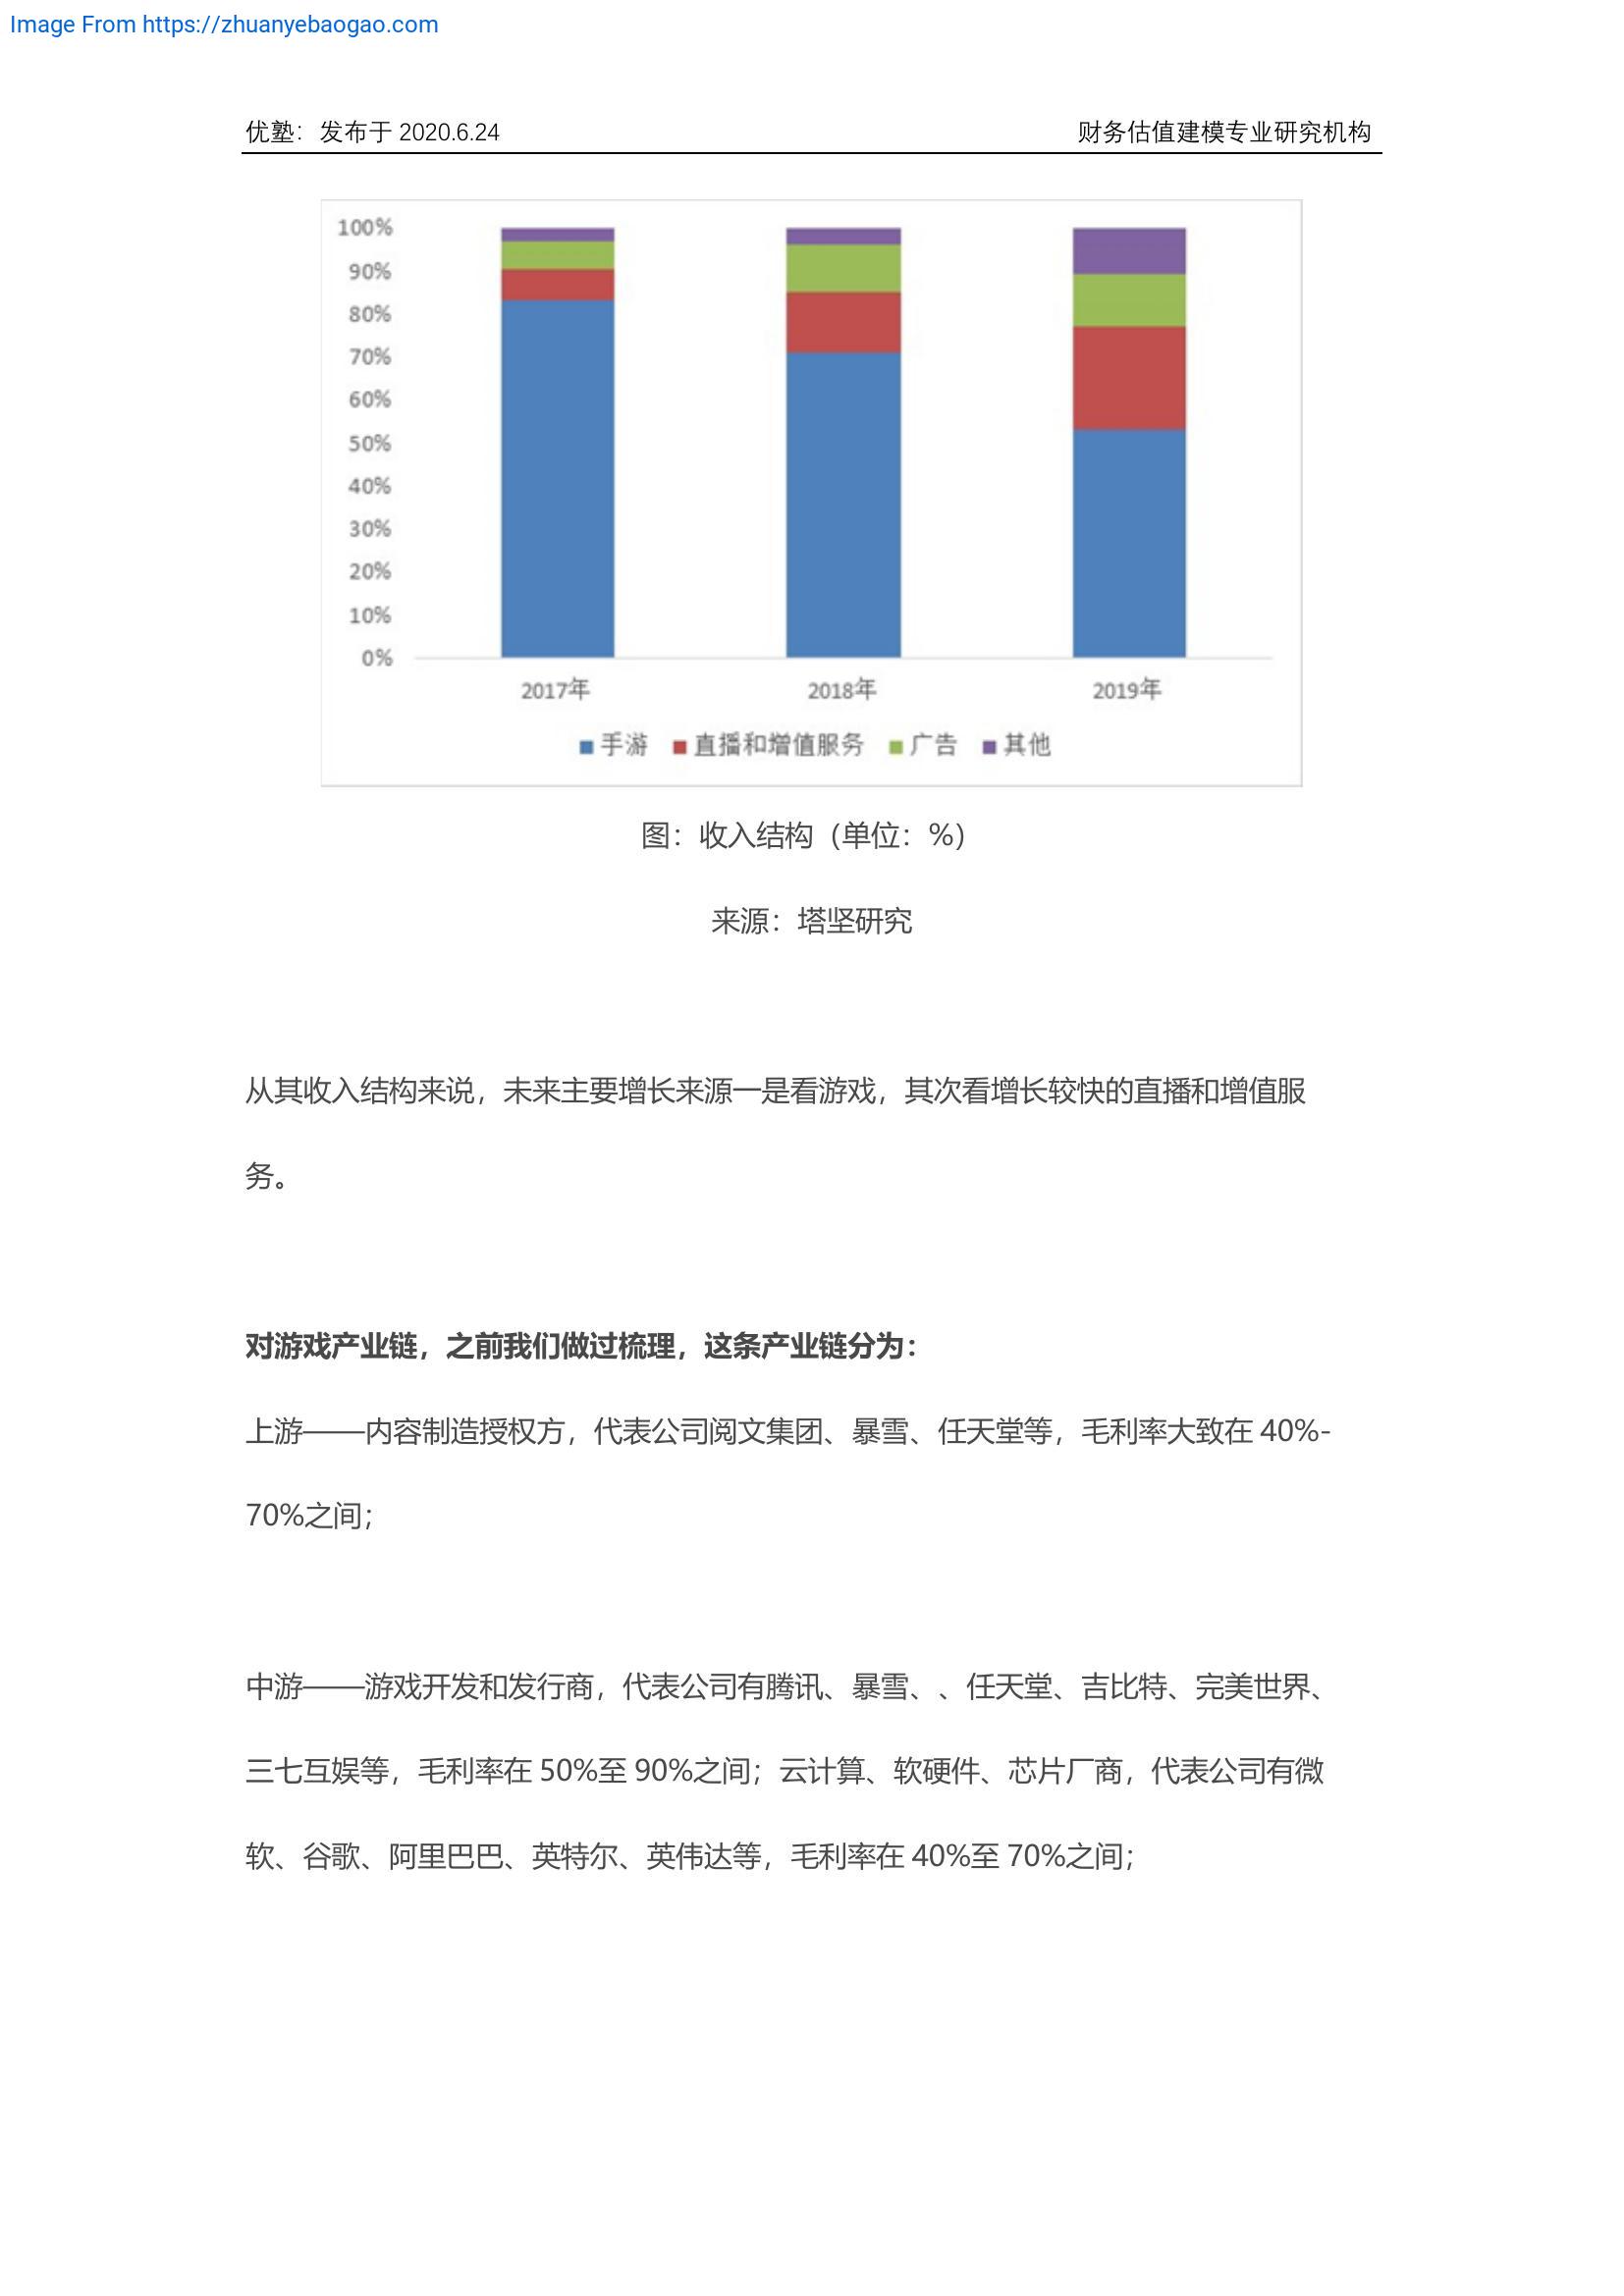 Image From https://zhuanyebaogao.com
优塾：发布于 2020.6.24 财务估值建模专业研究机构
100%
90%
80%
70%
60%
50%
40%
30%
20%
10%
0%
2017年 2018年 2019年
手游 直播和增值服务 广告 其他
图：收入结构（单位：%）
来源：塔坚研究
从其收入结构来说，未来主要增长来源一是看游戏，其次看增长较快的直播和增值服
务。
对游戏产业链，之前我们做过梳理，这条产业链分为：
上游——内容制造授权方，代表公司阅文集团、暴雪、任天堂等，毛利率大致在 40%-
70%之间；
中游——游戏开发和发行商，代表公司有腾讯、暴雪、、任天堂、吉比特、完美世界、
三七互娱等，毛利率在 50%至 90%之间；云计算、软硬件、芯片厂商，代表公司有微
软、谷歌、阿里巴巴、英特尔、英伟达等，毛利率在 40%至 70%之间；